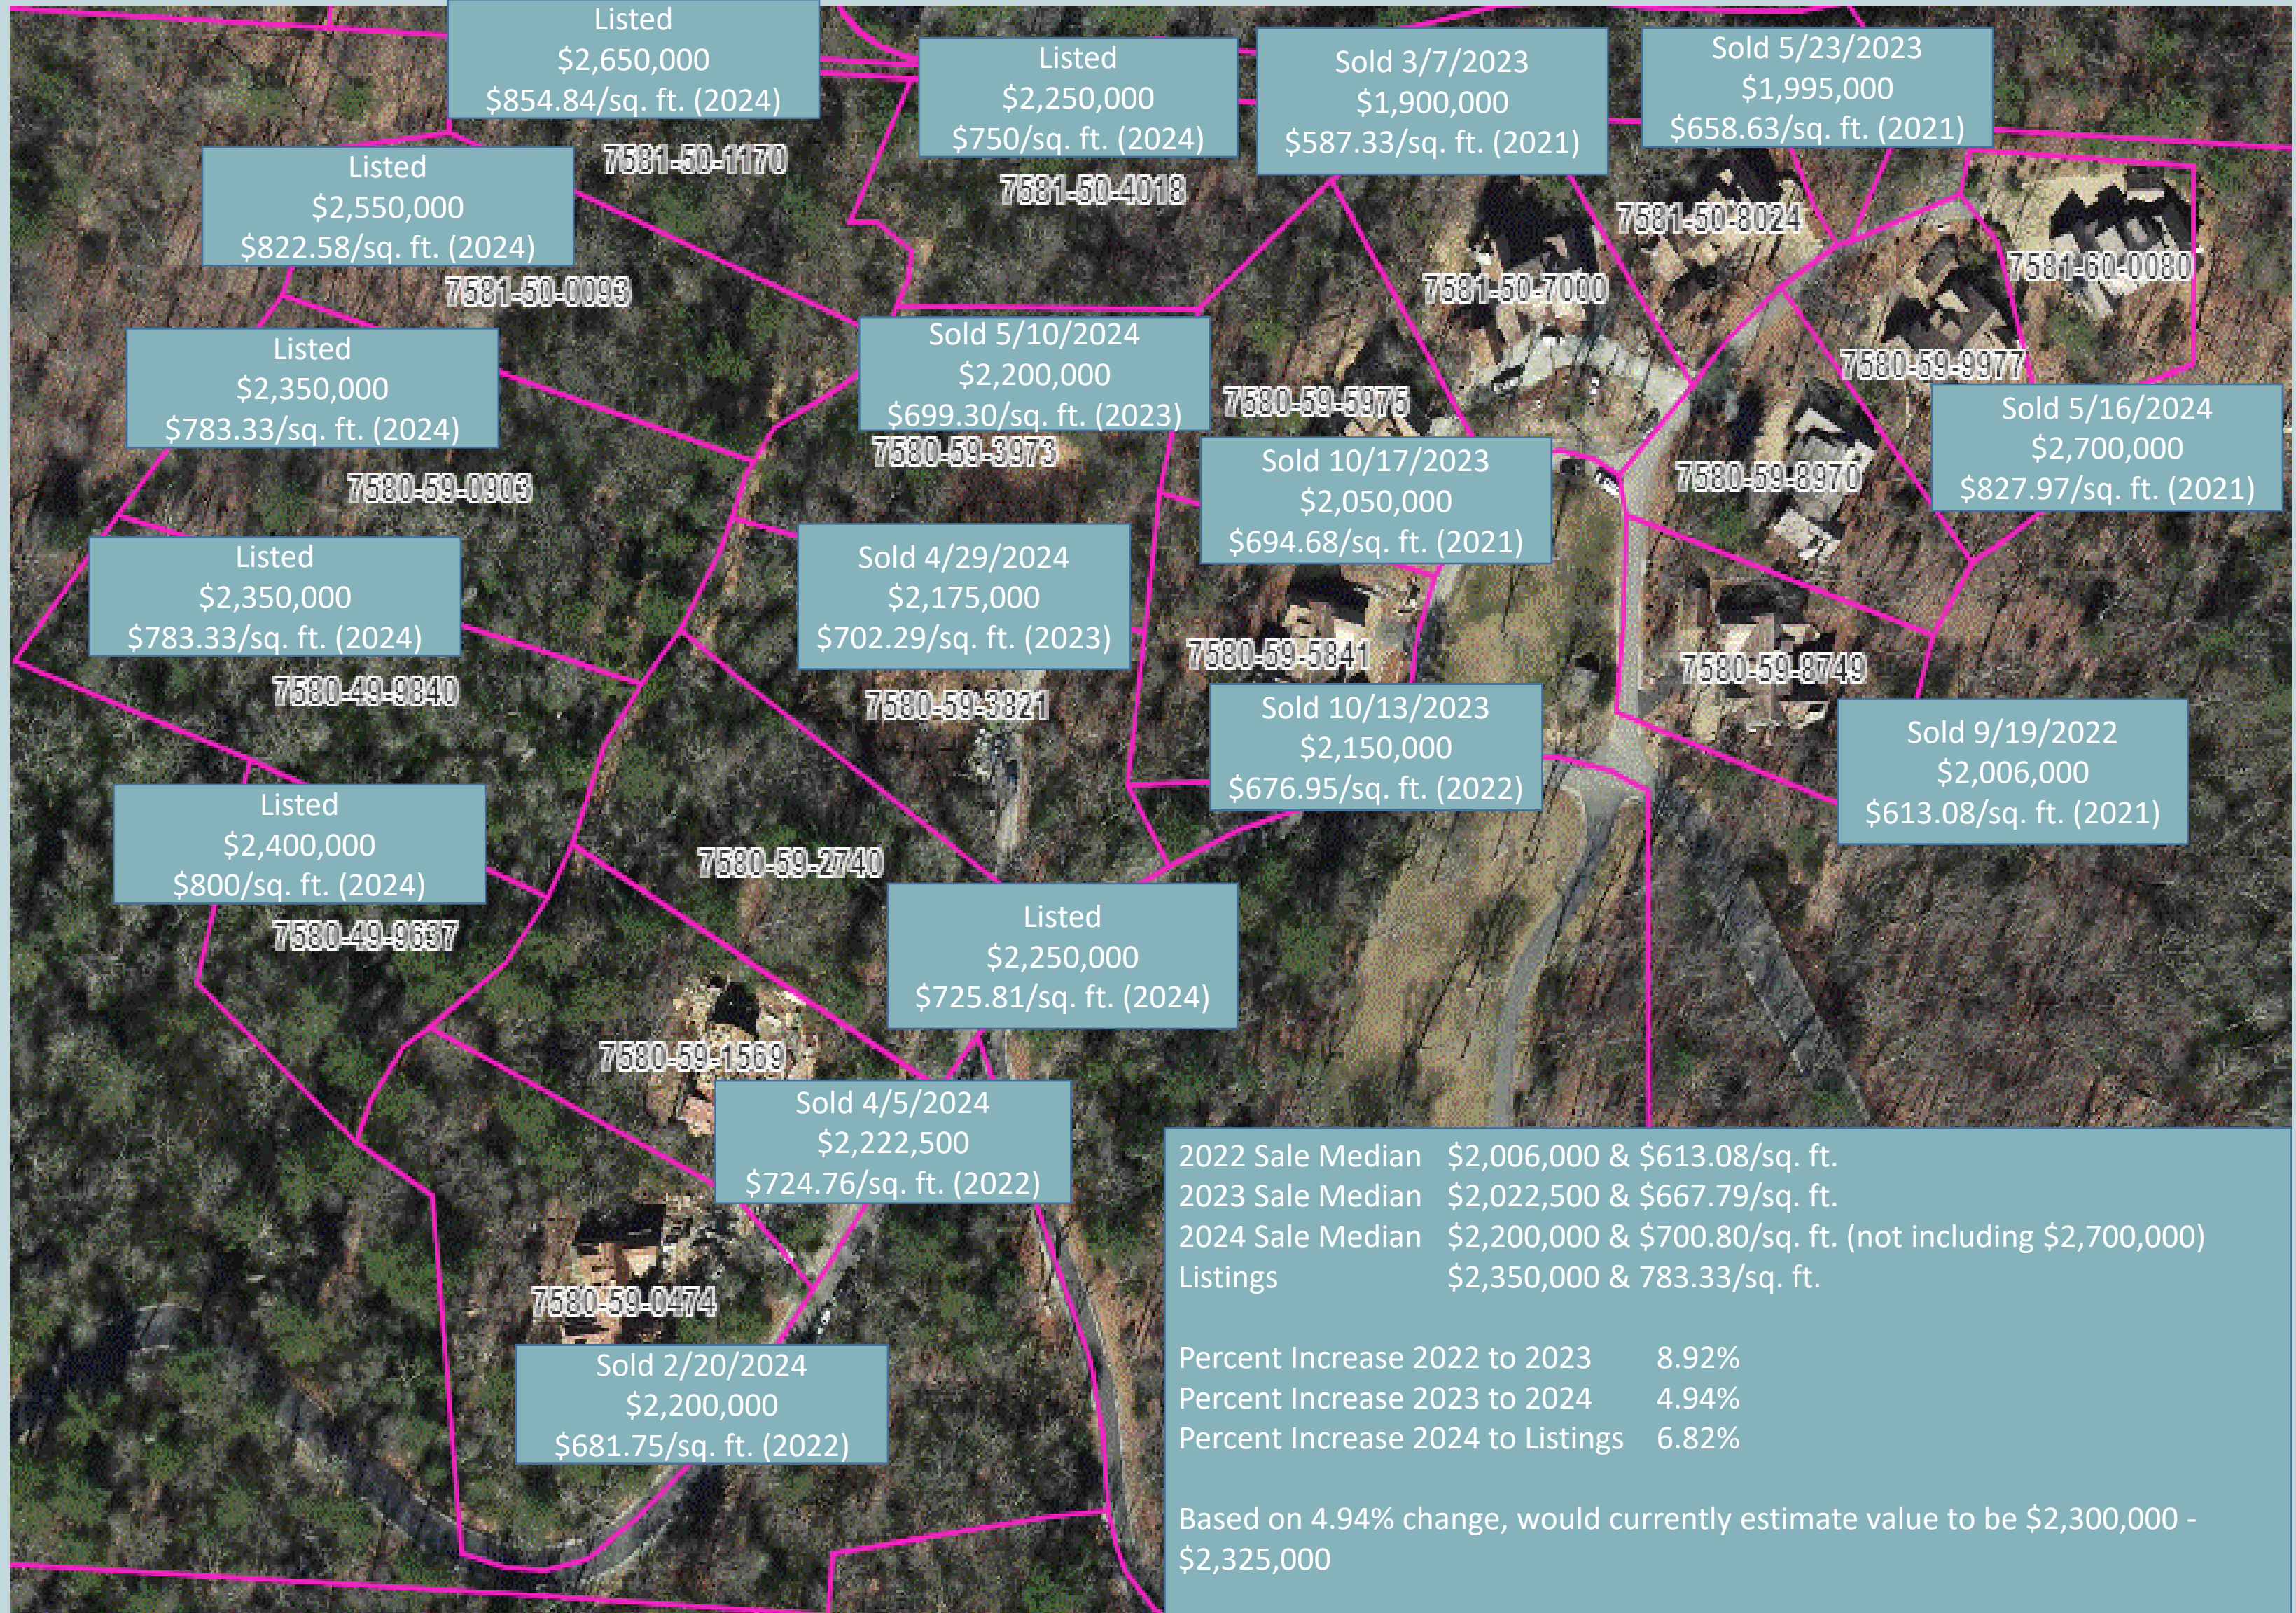 Listed
$2,650,000
$854.84/sq. ft. (2024)
Listed
$2,250,000
$750/sq. ft. (2024)
Sold 3/7/2023
$1,900,000
$587.33/sq. ft. (2021)
Sold 5/23/2023
$1,995,000
$658.63/sq. ft. (2021)
7581-50-1170
7581-50-4018
Listed
$2,550,000
$822.58/sq. ft. (2024)
7581-50-8024
7581-60-0080
7581-50-0093
7581-50-7000
Listed
$2,350,000
$783.33/sq. ft. (2024)
Sold 5/10/2024
$2,200,000
$699.30/sq. ft. (2023)
7580-59-9977
7580-59-5975
Sold 5/16/2024
$2,700,000
$827.97/sq. ft. (2021)
7580-59-3973
7580-59-0903
Sold 10/17/2023
$2,050,000
$694.68/sq. ft. (2021)
7580-59-8970
Listed
$2,350,000
$783.33/sq. ft. (2024)
Sold 4/29/2024
$2,175,000
$702.29/sq. ft. (2023)
7580-59-5841
7580-59-8749
7580-49-9840
7580-59-3821
Sold 10/13/2023
$2,150,000
$676.95/sq. ft. (2022)
Sold 9/19/2022
$2,006,000
$613.08/sq. ft. (2021)
Listed
$2,400,000
$800/sq. ft. (2024)
7580-59-2740
7580-49-9637
Listed
$2,250,000
$725.81/sq. ft. (2024)
7580-59-1569
Sold 4/5/2024
$2,222,500
$724.76/sq. ft. (2022)
7580-59-0474
Sold 2/20/2024
$2,200,000
$681.75/sq. ft. (2022)
2022 Sale Median $2,006,000 & $613.08/sq. ft.
2023 Sale Median $2,022,500 & $667.79/sq. ft.
2024 Sale Median $2,200,000 & $700.80/sq. ft. (not including $2,700,000)
Listings $2,350,000 & 783.33/sq. ft.
Percent Increase 2022 to 2023 8.92%
Percent Increase 2023 to 2024 4.94%
Percent Increase 2024 to Listings 6.82%
Based on 4.94% change, would currently estimate value to be $2,300,000 -
$2,325,000